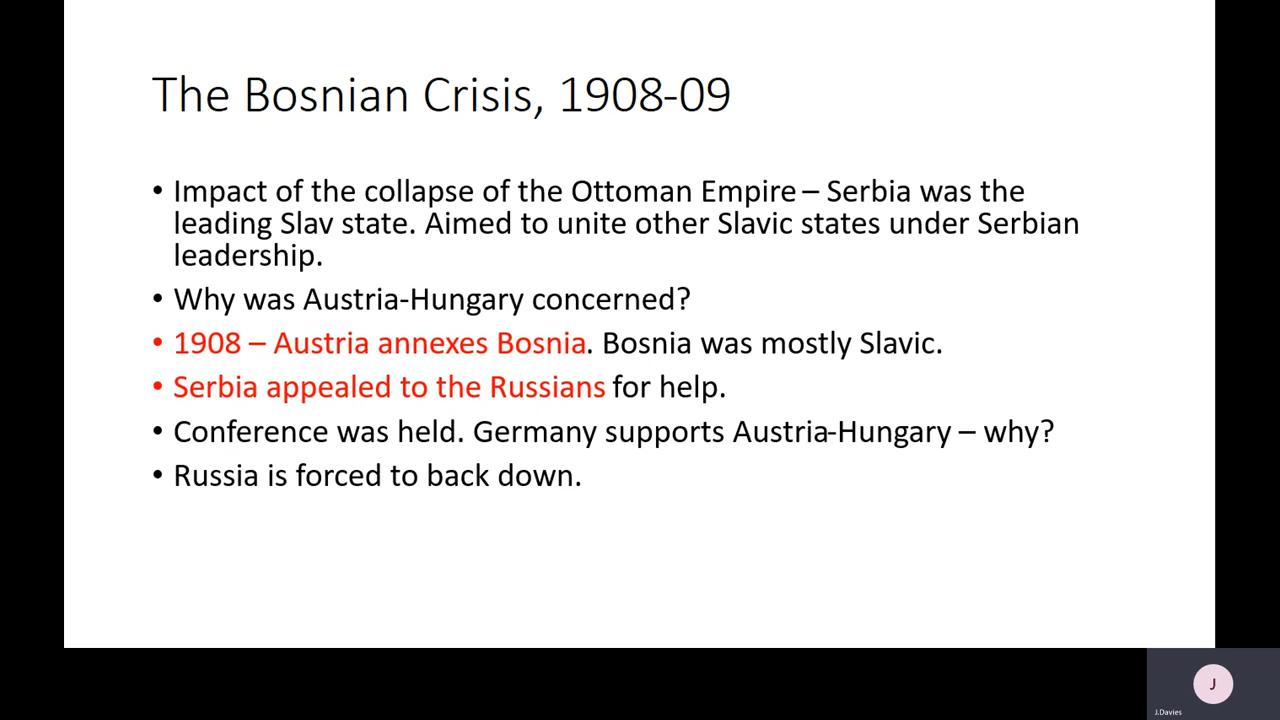 The Bosnian Crisis, 1908-09
• Impact of the collapse of the Ottoman Empire – Serbia was the
leading Slav state. Aimed to unite other Slavic states under Serbian
leadership.
• Why was Austria-Hungary concerned?
• 1908 – Austria annexes Bosnia. Bosnia was mostly Slavic.
• Serbia appealed to the Russians for help.
• Conference was held. Germany supports Austria-Hungary – why?
• Russia is forced to back down.
J
J.Davies